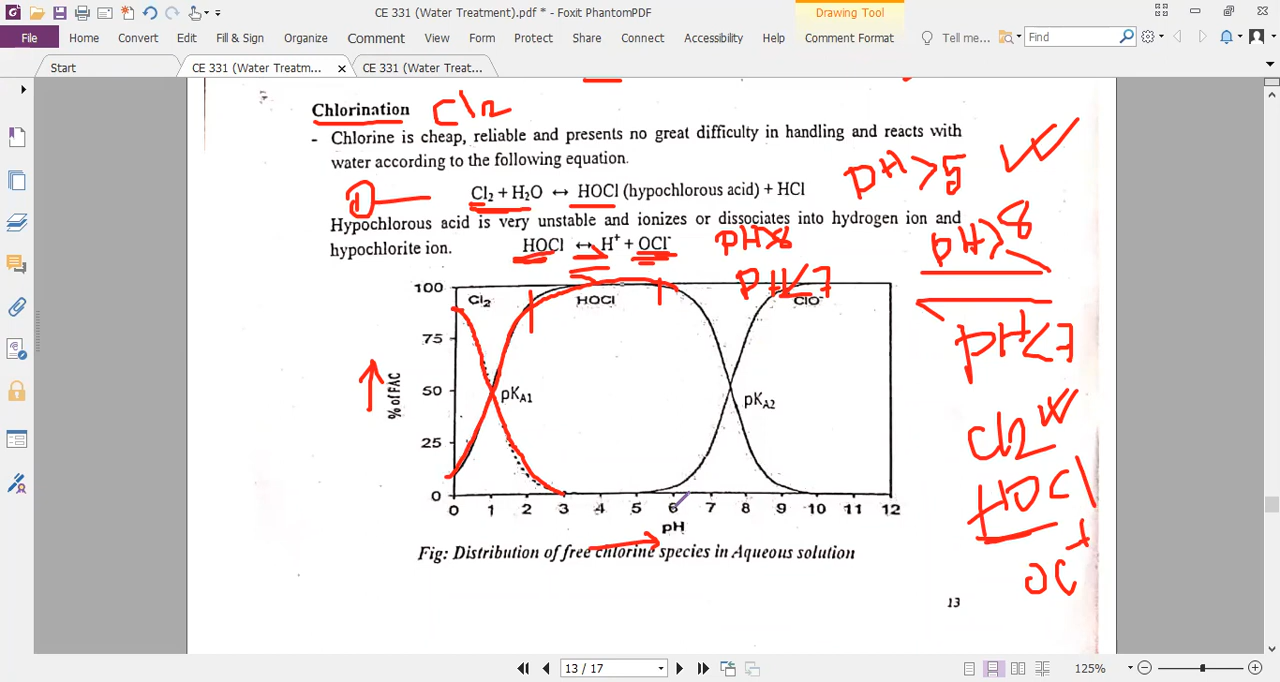 CE 331 (Water Treatment).pdf * - Foxit PhantomPDF
Drawing Tool
File Home Convert Edit Fill & Sign Organize Comment View Form Protect Share Connect Accessibility Help Comment Format Tell me... Find
Start CE 331 (Water Treatm... CE 331 (Water Treat...
Chlorination Cl2
- Chlorine is cheap, reliable and presents no great difficulty in handling and reacts with
water according to the following equation.
pH>5
① Cl₂ + H₂O ↔ HOCl (hypochlorous acid) + HCl
Hypochlorous acid is very unstable and ionizes or dissociates into hydrogen ion and
hypochlorite ion. HOCl ↔ H⁺ + OCl⁻
pH>8
pH<7
pH>8
pH<7
Cl2
HOCl
+
100 Cl₂ HOCl ClO⁻
75
50 pKA1 pKA2
25
0
% of FAC
0 1 2 3 4 5 6 7 8 9 10 11 12
pH
Fig: Distribution of free chlorine species in Aqueous solution
13
13 / 17
125%